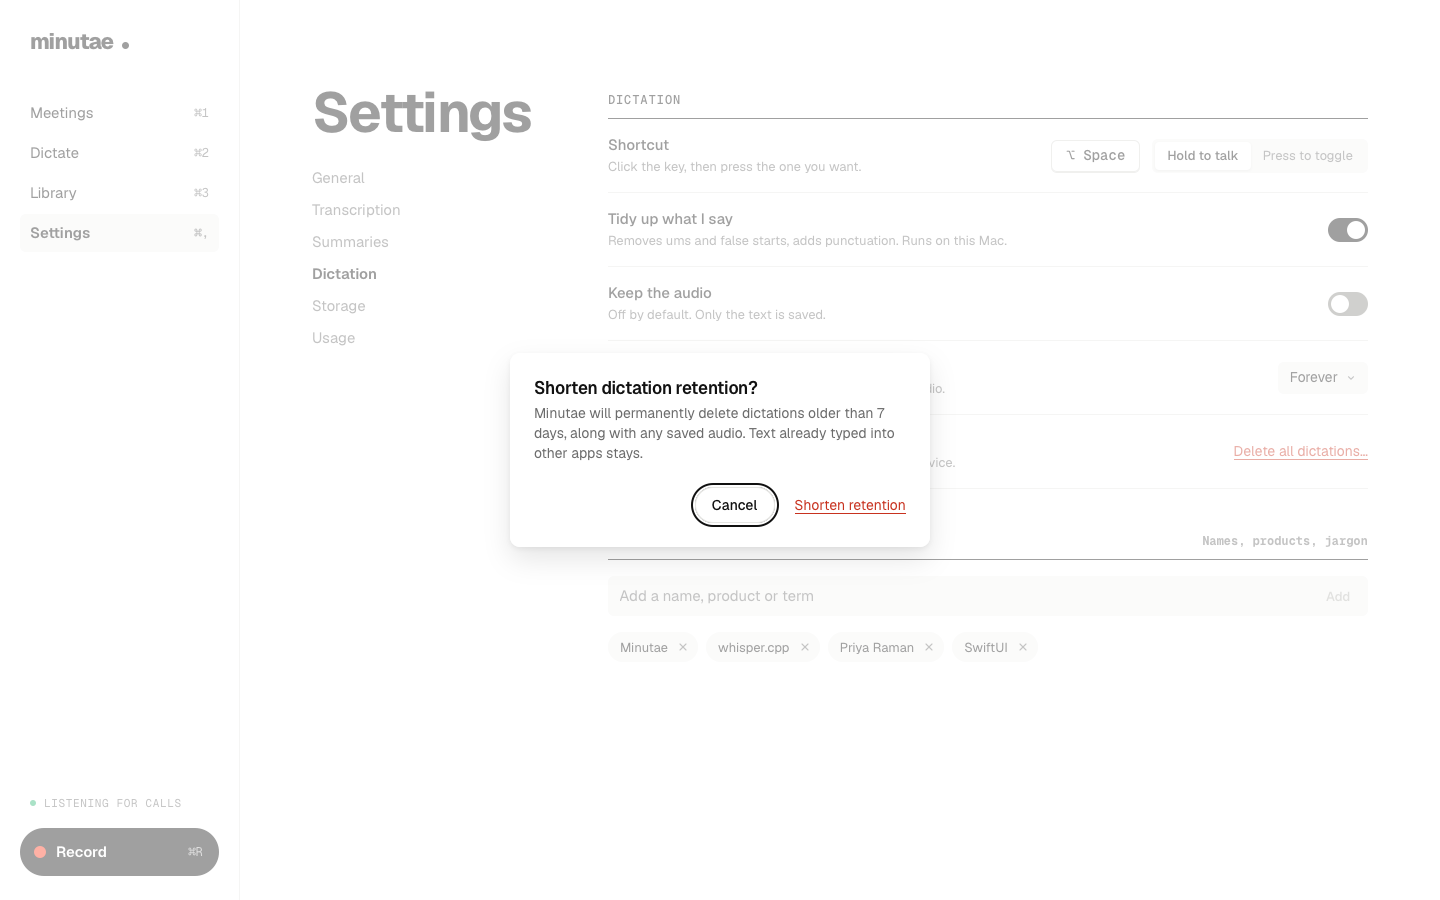 minutae
Meetings ⌘1
Dictate ⌘2
Library ⌘3
Settings ⌘,
LISTENING FOR CALLS
Record ⌘R
Settings
General
Transcription
Summaries
Dictation
Storage
Usage
DICTATION
Shortcut
Click the key, then press the one you want.
⌥ Space
Hold to talk
Press to toggle
Tidy up what I say
Removes ums and false starts, adds punctuation. Runs on this Mac.
Keep the audio
Off by default. Only the text is saved.
Forever
Delete all dictations…
Shorten dictation retention?
Minutae will permanently delete dictations older than 7
days, along with any saved audio. Text already typed into
other apps stays.
Cancel
Shorten retention
Names, products, jargon
Add a name, product or term
Add
Minutae ×
whisper.cpp ×
Priya Raman ×
SwiftUI ×